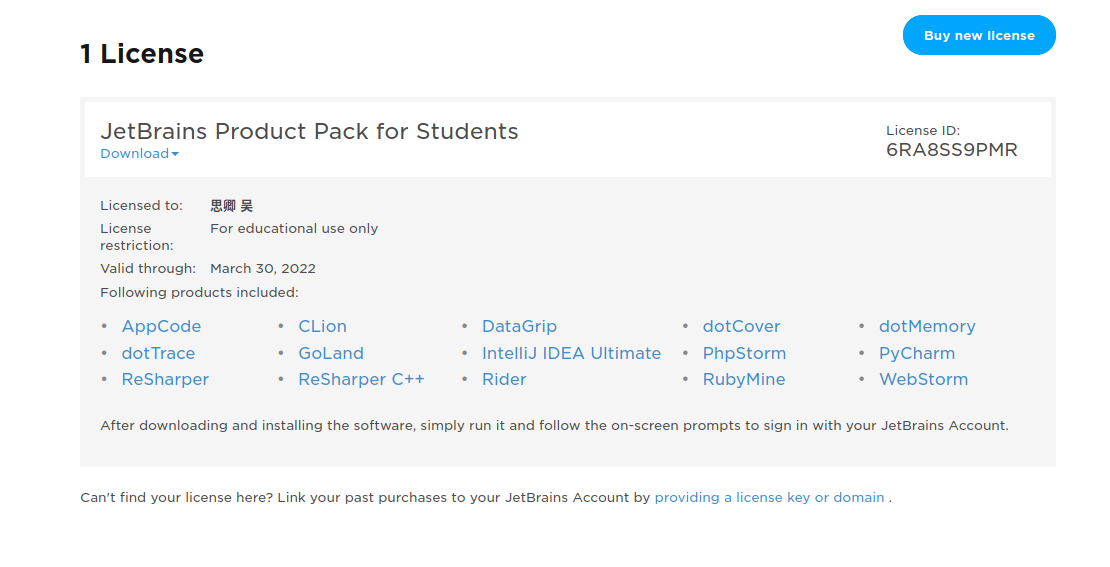 Buy new license
1 License
JetBrains Product Pack for Students
Download
License ID:
6RA8SS9PMR
Licensed to: 思卿 吴
License restriction: For educational use only
Valid through: March 30, 2022
Following products included:
• AppCode • CLion • DataGrip • dotCover • dotMemory
• dotTrace • GoLand • IntelliJ IDEA Ultimate • PhpStorm • PyCharm
• ReSharper • ReSharper C++ • Rider • RubyMine • WebStorm
After downloading and installing the software, simply run it and follow the on-screen prompts to sign in with your JetBrains Account.
Can't find your license here? Link your past purchases to your JetBrains Account by providing a license key or domain .